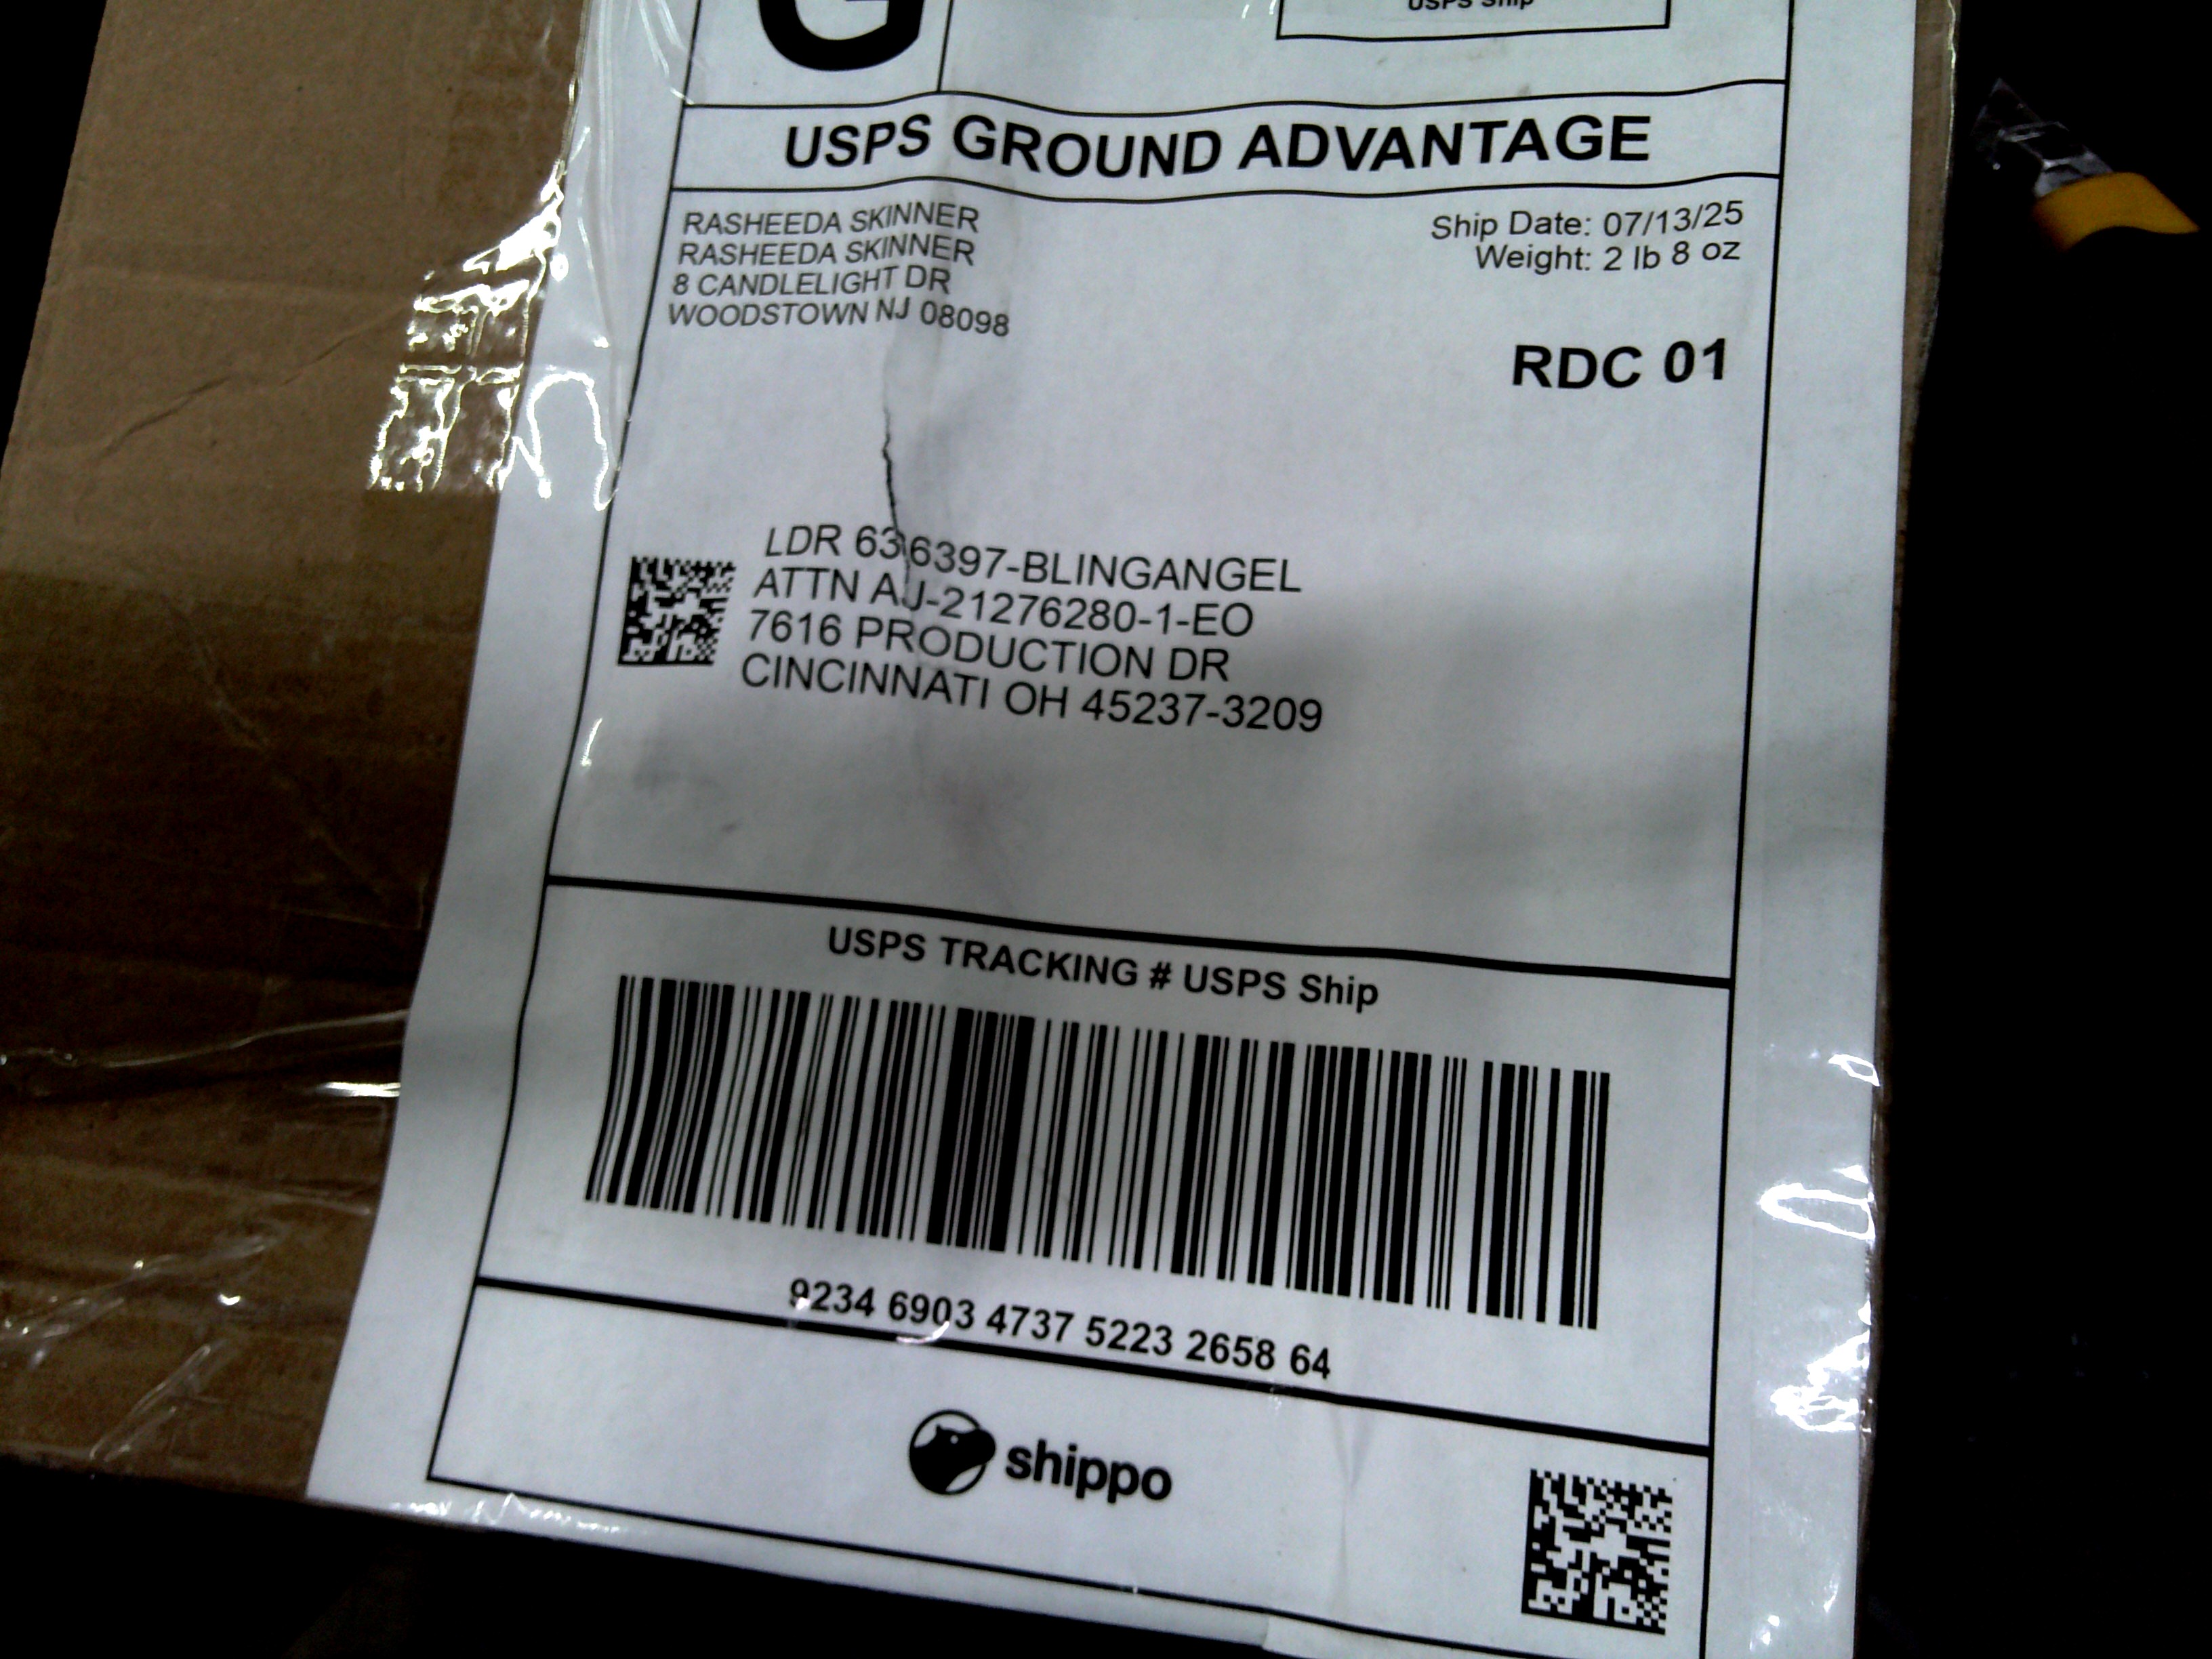 G
USPS Ship
USPS GROUND ADVANTAGE
RASHEEDA SKINNER
RASHEEDA SKINNER
8 CANDLELIGHT DR
WOODSTOWN NJ 08098
Ship Date: 07/13/25
Weight: 2 lb 8 oz
RDC 01
LDR 636397-BLINGANGEL
ATTN AJ-21276280-1-EO
7616 PRODUCTION DR
CINCINNATI OH 45237-3209
USPS TRACKING # USPS Ship
9234 6903 4737 5223 2658 64
shippo